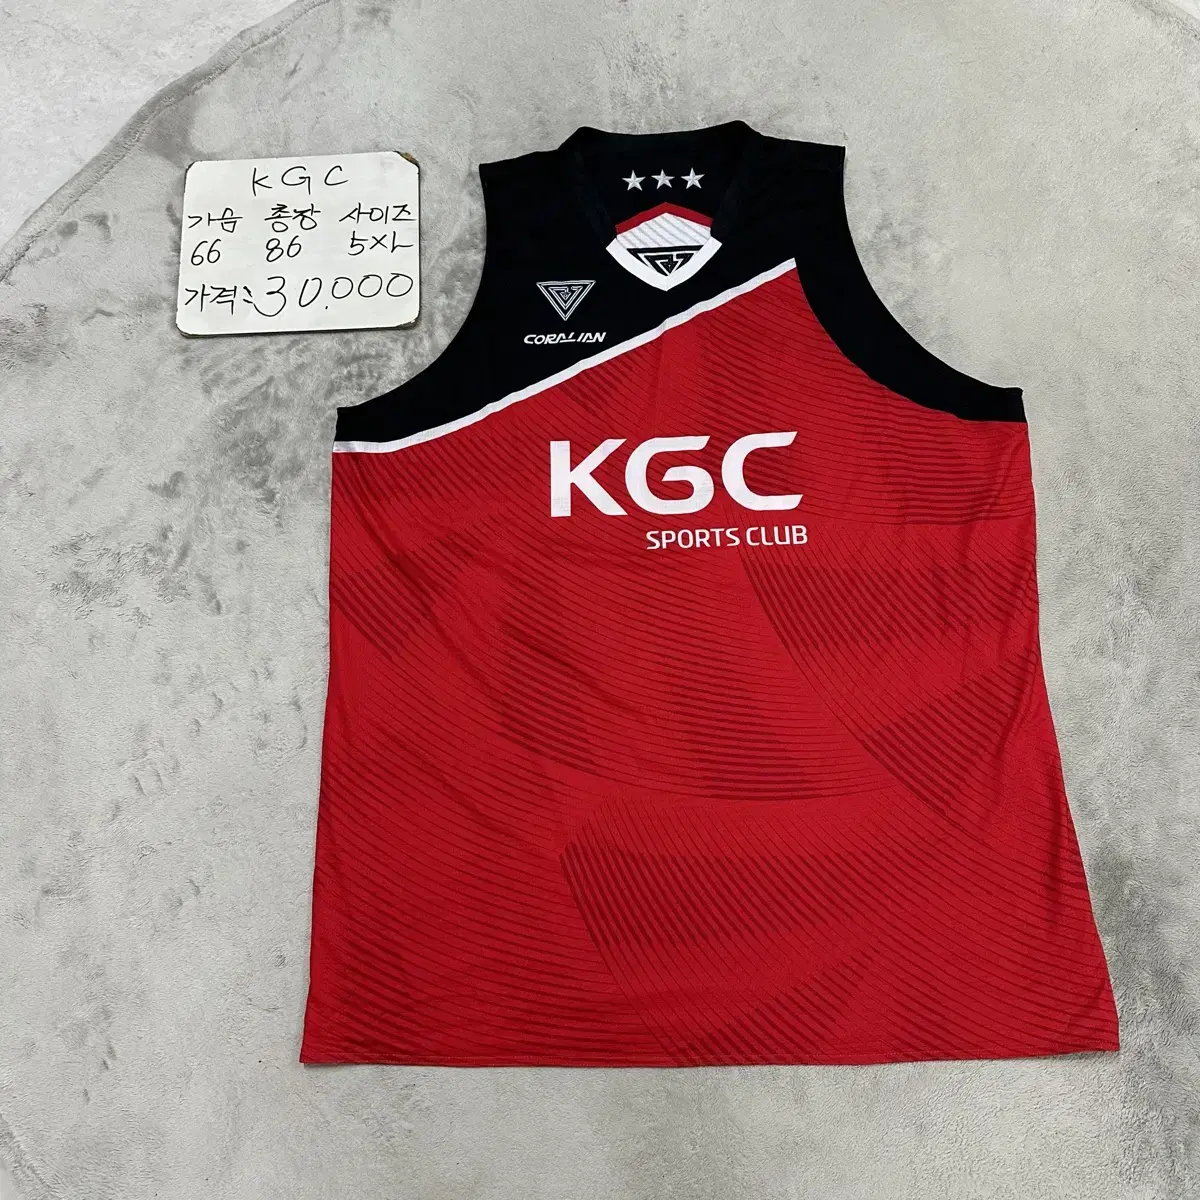 KGC
가슴 총장 사이즈
66 86 5XL
가격: 30.000
CORALIAN
KGC
SPORTS CLUB